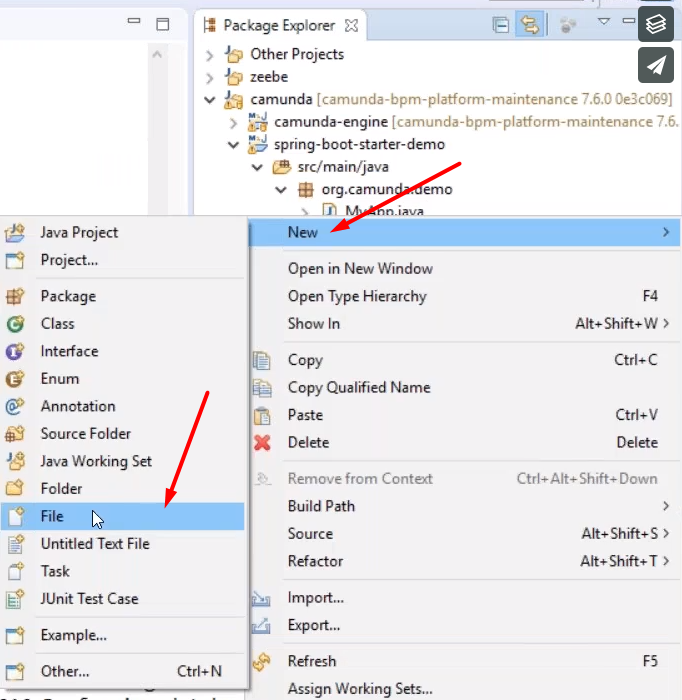 Package Explorer
Other Projects
zeebe
camunda [camunda-bpm-platform-maintenance 7.6.0 0e3c069]
camunda-engine [camunda-bpm-platform-maintenance 7.6.
spring-boot-starter-demo
src/main/java
org.camunda.demo
MyApp.java
Java Project
Project...
Package
Class
Interface
Enum
Annotation
Source Folder
Java Working Set
Folder
File
Untitled Text File
Task
JUnit Test Case
Example...
Other... Ctrl+N
New
Open in New Window
Open Type Hierarchy F4
Show In Alt+Shift+W
Copy Ctrl+C
Copy Qualified Name
Paste Ctrl+V
Delete Delete
Remove from Context Ctrl+Alt+Shift+Down
Build Path
Source Alt+Shift+S
Refactor Alt+Shift+T
Import...
Export...
Refresh F5
Assign Working Sets...